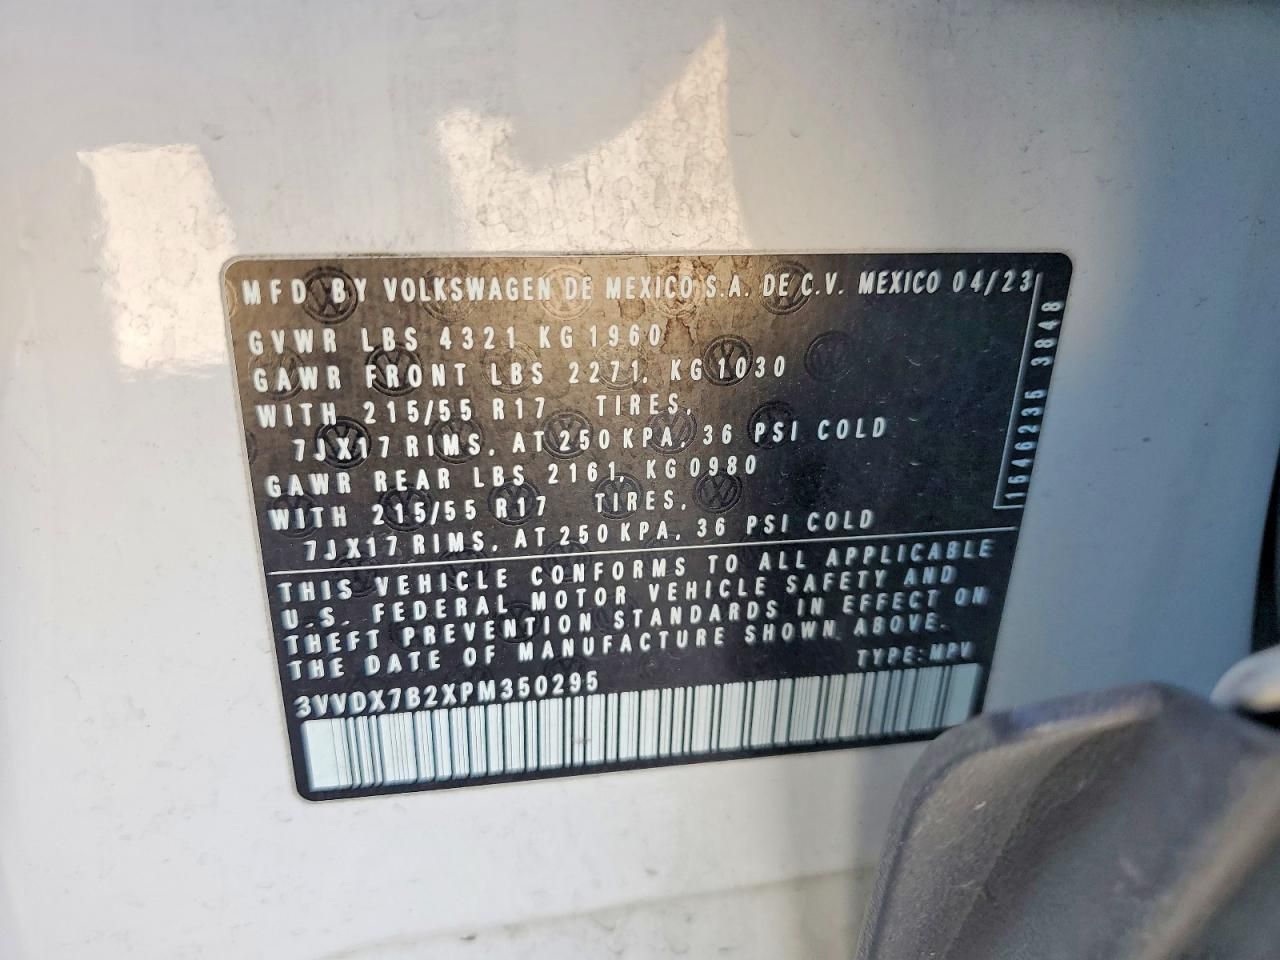 MFD BY VOLKSWAGEN DE MEXICO S.A. DE C.V. MEXICO 04/23
GVWR LBS 4321 KG 1960
GAWR FRONT LBS 2271, KG1030
WITH 215/55 R17 TIRES,
7JX17 RIMS, AT 250 KPA, 36 PSI COLD
GAWR REAR LBS 2161, KG0980
WITH 215/55 R17 TIRES,
7JX17 RIMS, AT 250 KPA, 36 PSI COLD
1646235 3848
THIS VEHICLE CONFORMS TO ALL APPLICABLE
U.S. FEDERAL MOTOR VEHICLE SAFETY AND
THEFT PREVENTION STANDARDS IN EFFECT ON
THE DATE OF MANUFACTURE SHOWN ABOVE.
TYPE: MPV
3VVDX7B2XPM350295